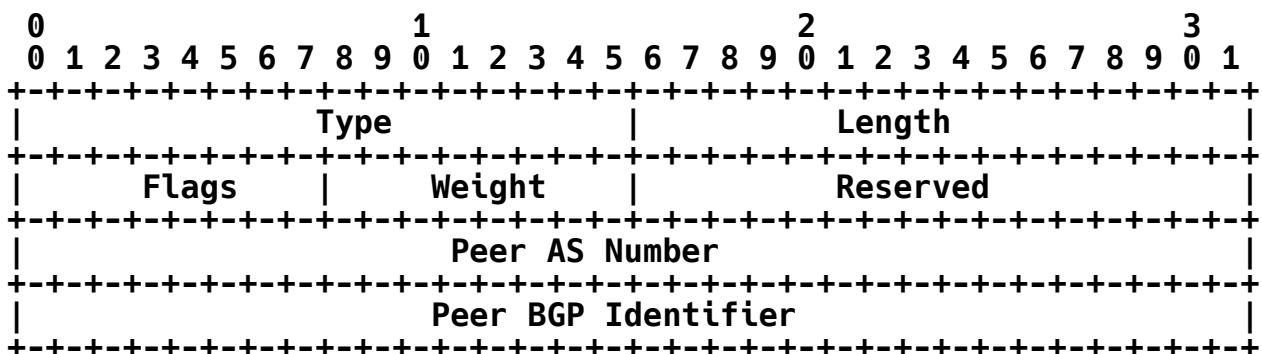 0                   1                   2                   3
 0 1 2 3 4 5 6 7 8 9 0 1 2 3 4 5 6 7 8 9 0 1 2 3 4 5 6 7 8 9 0 1
+-+-+-+-+-+-+-+-+-+-+-+-+-+-+-+-+-+-+-+-+-+-+-+-+-+-+-+-+-+-+-+-+
|               Type            |          Length               |
+-+-+-+-+-+-+-+-+-+-+-+-+-+-+-+-+-+-+-+-+-+-+-+-+-+-+-+-+-+-+-+-+
|      Flags    |     Weight    |          Reserved             |
+-+-+-+-+-+-+-+-+-+-+-+-+-+-+-+-+-+-+-+-+-+-+-+-+-+-+-+-+-+-+-+-+
|                      Peer AS Number                           |
+-+-+-+-+-+-+-+-+-+-+-+-+-+-+-+-+-+-+-+-+-+-+-+-+-+-+-+-+-+-+-+-+
|                     Peer BGP Identifier                       |
+-+-+-+-+-+-+-+-+-+-+-+-+-+-+-+-+-+-+-+-+-+-+-+-+-+-+-+-+-+-+-+-+